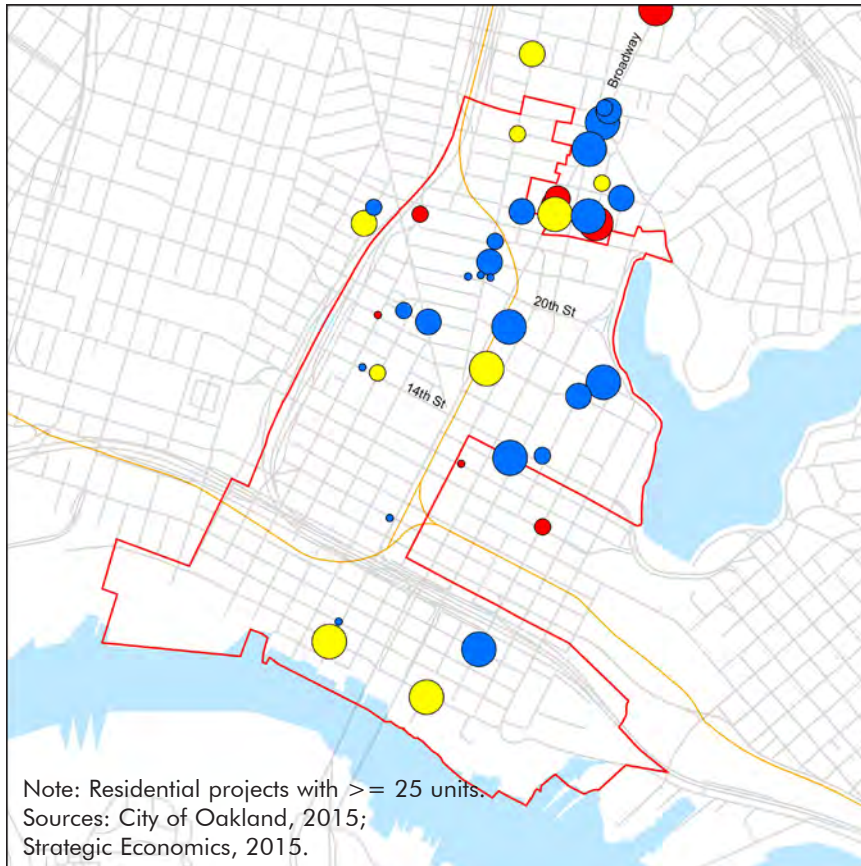 Broadway
20th St
14th St
Note: Residential projects with >= 25 units.
Sources: City of Oakland, 2015;
Strategic Economics, 2015.